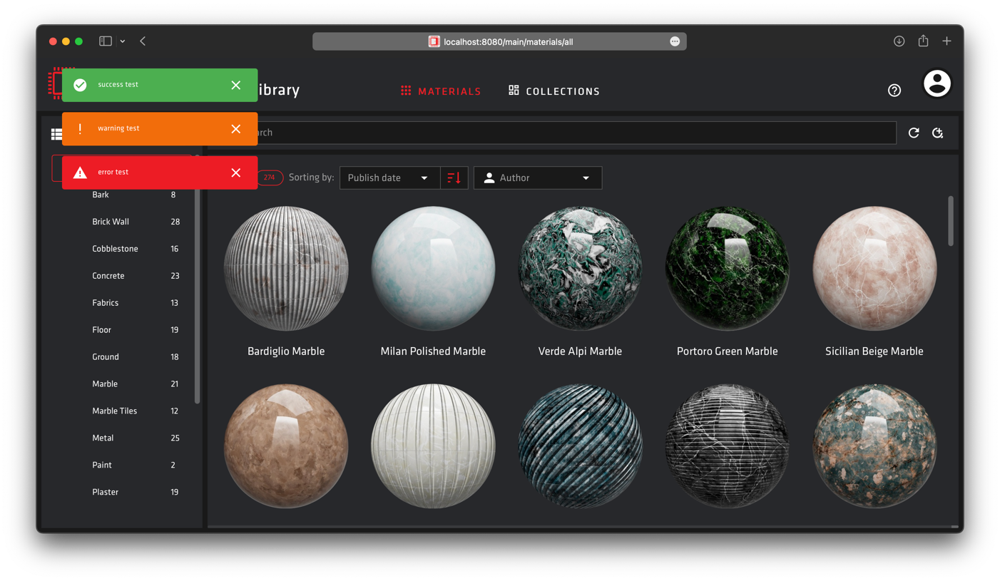 localhost:8080/main/materials/all
success test
ibrary
MATERIALS
COLLECTIONS
warning test
arch
error test
274
Sorting by:
Publish date
Author
Bark 8
Brick Wall 28
Cobblestone 16
Concrete 23
Fabrics 13
Floor 19
Ground 18
Marble 21
Marble Tiles 12
Metal 25
Paint 2
Plaster 19
Bardiglio Marble
Milan Polished Marble
Verde Alpi Marble
Portoro Green Marble
Sicilian Beige Marble